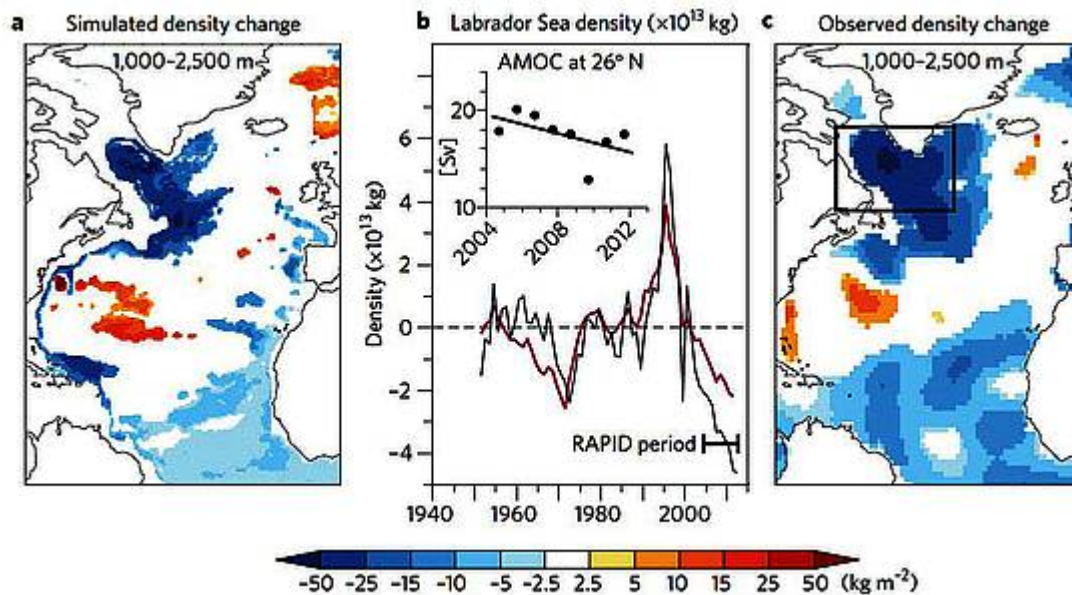 a Simulated density change
1,000–2,500 m
b Labrador Sea density (×10¹³ kg)
AMOC at 26° N
[Sv]
20
10
2004
2008
2012
Density (×10¹³ kg)
6
4
2
0
-2
-4
RAPID period
1940
1960
1980
2000
c Observed density change
1,000–2,500 m
-50 -25 -15 -10 -5 -2.5 2.5 5 10 15 25 50 (kg m⁻²)